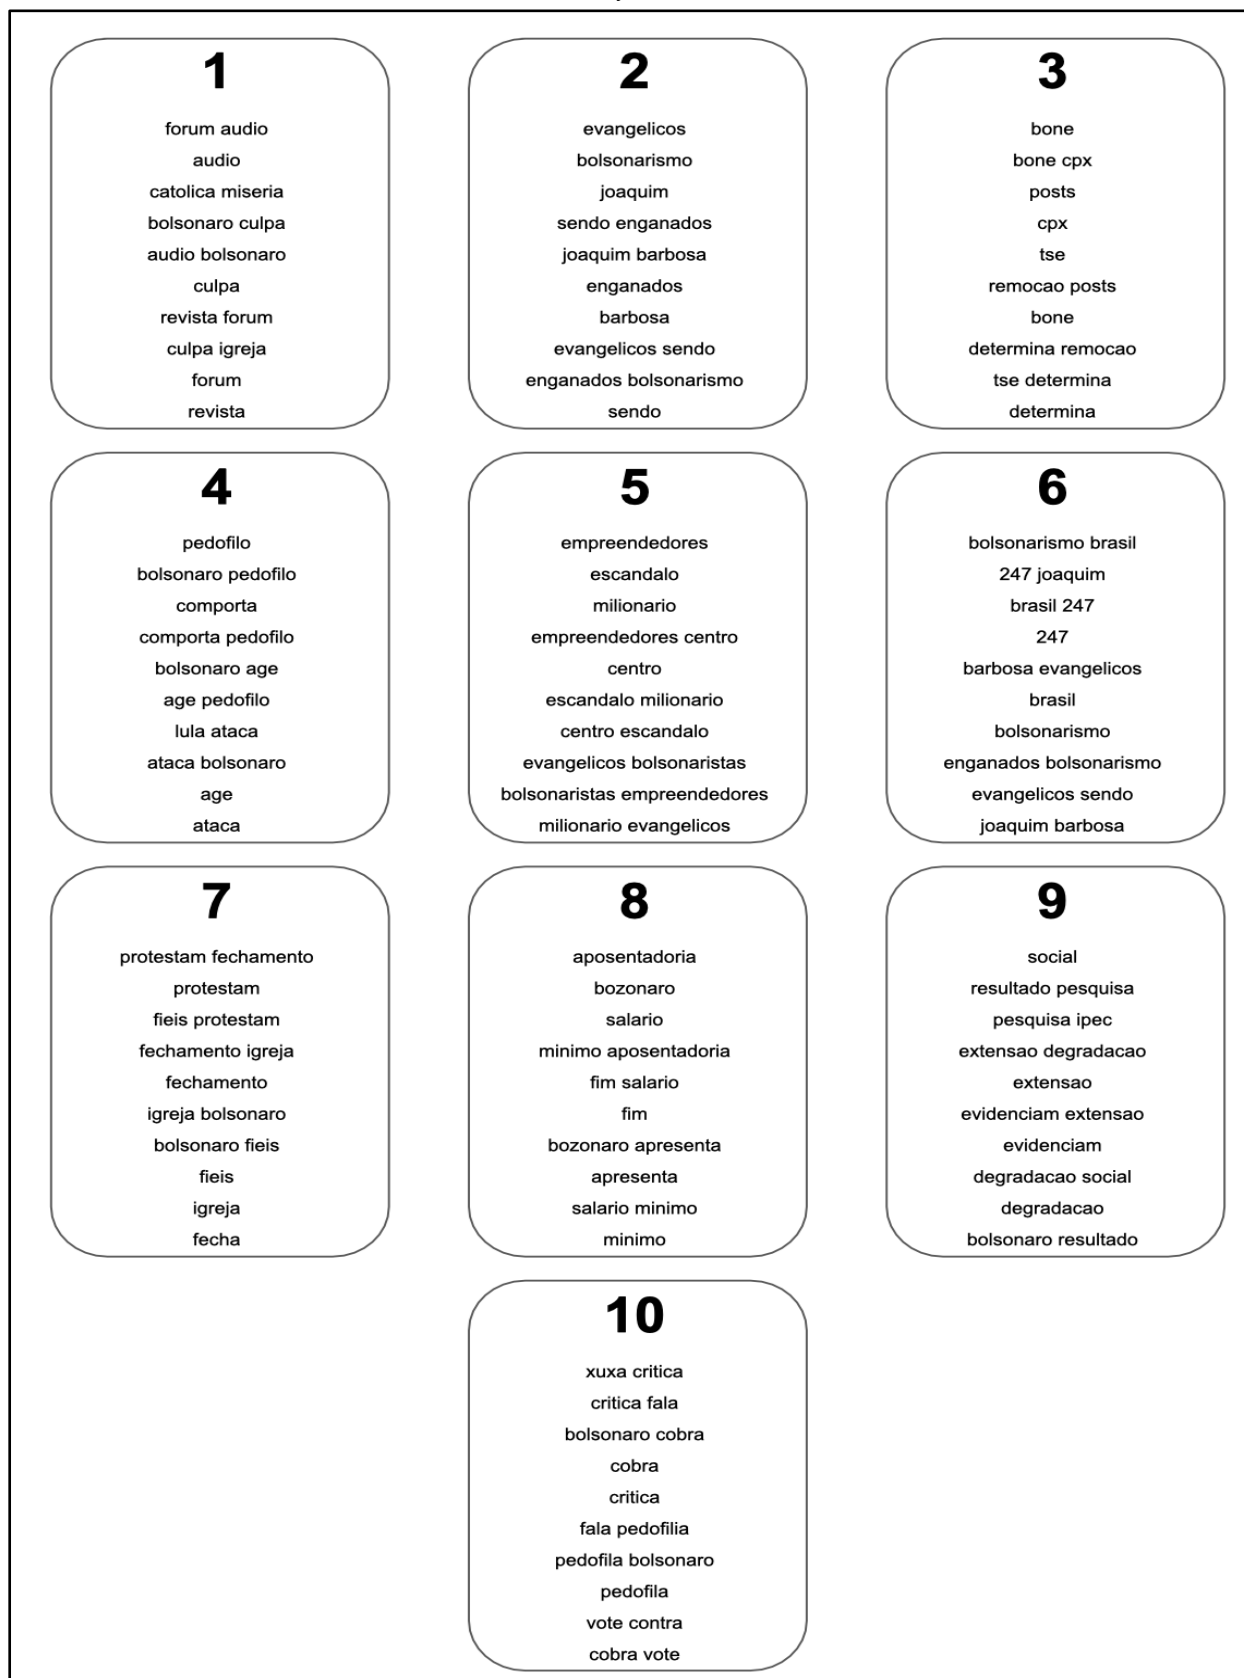 1
forum audio
audio
catolica miseria
bolsonaro culpa
audio bolsonaro
culpa
revista forum
culpa igreja
forum
revista
2
evangelicos
bolsonarismo
joaquim
sendo enganados
joaquim barbosa
enganados
barbosa
evangelicos sendo
enganados bolsonarismo
sendo
3
bone
bone cpx
posts
cpx
tse
remocao posts
bone
determina remocao
tse determina
determina
4
pedofilo
bolsonaro pedofilo
comporta
comporta pedofilo
bolsonaro age
age pedofilo
lula ataca
ataca bolsonaro
age
ataca
5
empreendedores
escandalo
milionario
empreendedores centro
centro
escandalo milionario
centro escandalo
evangelicos bolsonaristas
bolsonaristas empreendedores
milionario evangelicos
6
bolsonarismo brasil
247 joaquim
brasil 247
247
barbosa evangelicos
brasil
bolsonarismo
enganados bolsonarismo
evangelicos sendo
joaquim barbosa
7
protestam fechamento
protestam
fieis protestam
fechamento igreja
fechamento
igreja bolsonaro
bolsonaro fieis
fieis
igreja
fecha
8
aposentadoria
bozonaro
salario
minimo aposentadoria
fim salario
fim
bozonaro apresenta
apresenta
salario minimo
minimo
9
social
resultado pesquisa
pesquisa ipec
extensao degradacao
extensao
evidenciam extensao
evidenciam
degradacao social
degradacao
bolsonaro resultado
10
xuxa critica
critica fala
bolsonaro cobra
cobra
critica
fala pedofilia
pedofila bolsonaro
pedofila
vote contra
cobra vote